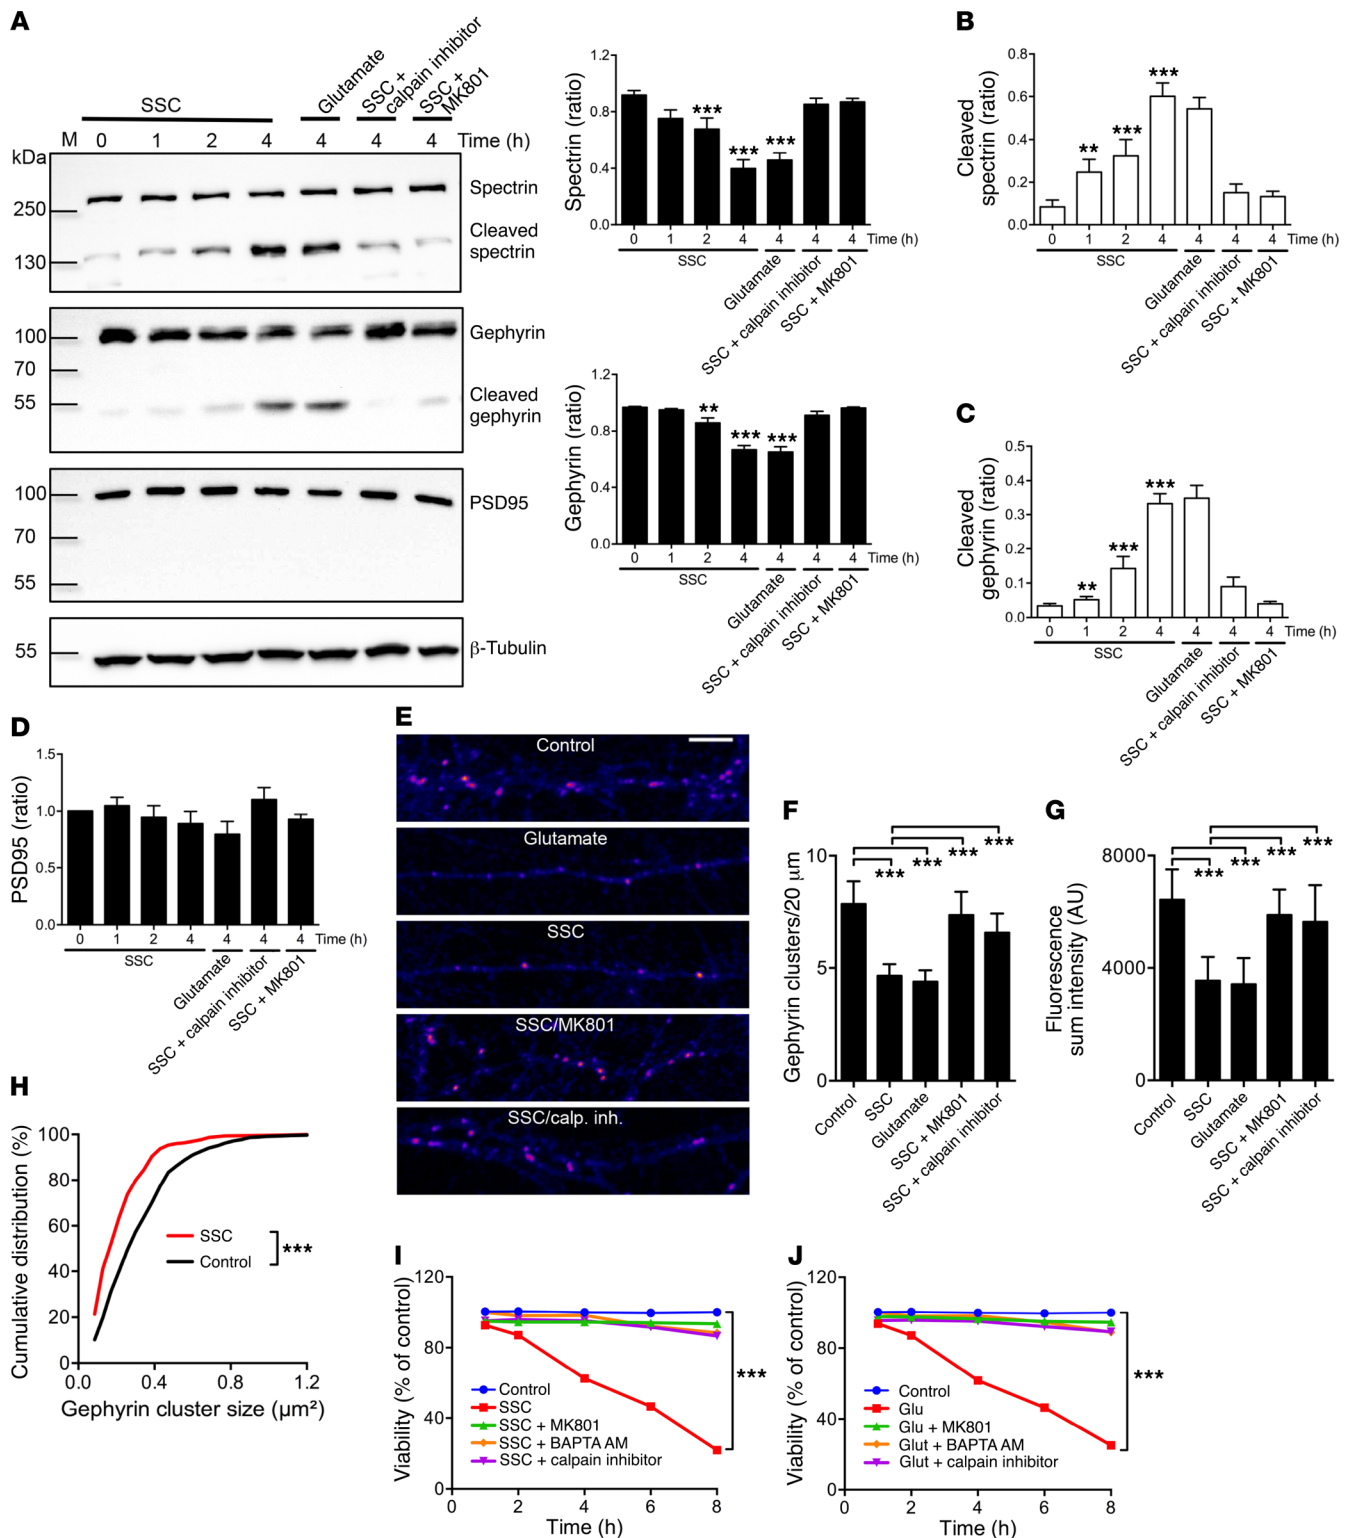 A
SSC
Glutamate
SSC +
calpain inhibitor
SSC +
MK801
M 0 1 2 4 4 4 4 Time (h)
kDa
250
130
Spectrin
Cleaved
spectrin
100
70
55
Gephyrin
Cleaved
gephyrin
100
70
55
PSD95
55
β-Tubulin
Spectrin (ratio)
1.2
0.8
0.4
0.0
*** *** ***
0 1 2 4 4 4 4 Time (h)
SSC
Glutamate
SSC + calpain inhibitor
SSC + MK801
Gephyrin (ratio)
1.2
0.8
0.4
0.0
** *** ***
0 1 2 4 4 4 4 Time (h)
SSC
Glutamate
SSC + calpain inhibitor
SSC + MK801
B
Cleaved
spectrin (ratio)
0.8
0.6
0.4
0.2
0.0
** *** ***
0 1 2 4 4 4 4 Time (h)
SSC
Glutamate
SSC + calpain inhibitor
SSC + MK801
C
Cleaved
gephyrin (ratio)
0.5
0.4
0.3
0.2
0.1
0.0
** *** ***
0 1 2 4 4 4 4 Time (h)
SSC
Glutamate
SSC + calpain inhibitor
SSC + MK801
D
PSD95 (ratio)
1.5
1.0
0.5
0.0
0 1 2 4 4 4 4 Time (h)
SSC
Glutamate
SSC + calpain inhibitor
SSC + MK801
E
Control
Glutamate
SSC
SSC/MK801
SSC/calp. inh.
F
Gephyrin clusters/20 μm
10
5
0
*** *** *** ***
Control
SSC
Glutamate
SSC + MK801
SSC + calpain inhibitor
G
Fluorescence
sum intensity (AU)
8000
4000
0
*** *** *** ***
Control
SSC
Glutamate
SSC + MK801
SSC + calpain inhibitor
H
Cumulative distribution (%)
100
80
60
40
20
0
SSC
Control
***
0.0 0.4 0.8 1.2
Gephyrin cluster size (µm²)
I
Viability (% of control)
120
80
40
0
Control
SSC
SSC + MK801
SSC + BAPTA AM
SSC + calpain inhibitor
***
0 2 4 6 8
Time (h)
J
Viability (% of control)
120
80
40
0
Control
Glu
Glu + MK801
Glut + BAPTA AM
Glut + calpain inhibitor
***
0 2 4 6 8
Time (h)